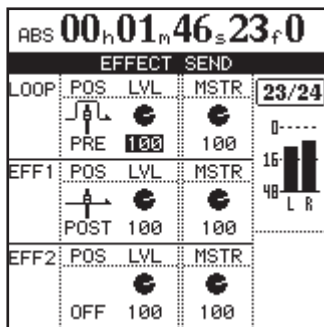 ABS 00h01m46s23f0
EFFECT SEND
LOOP POS LVL MSTR 23/24
PRE 100 100
0-----
16-
48-
L R
EFF1 POS LVL MSTR
POST 100 100
EFF2 POS LVL MSTR
OFF 100 100